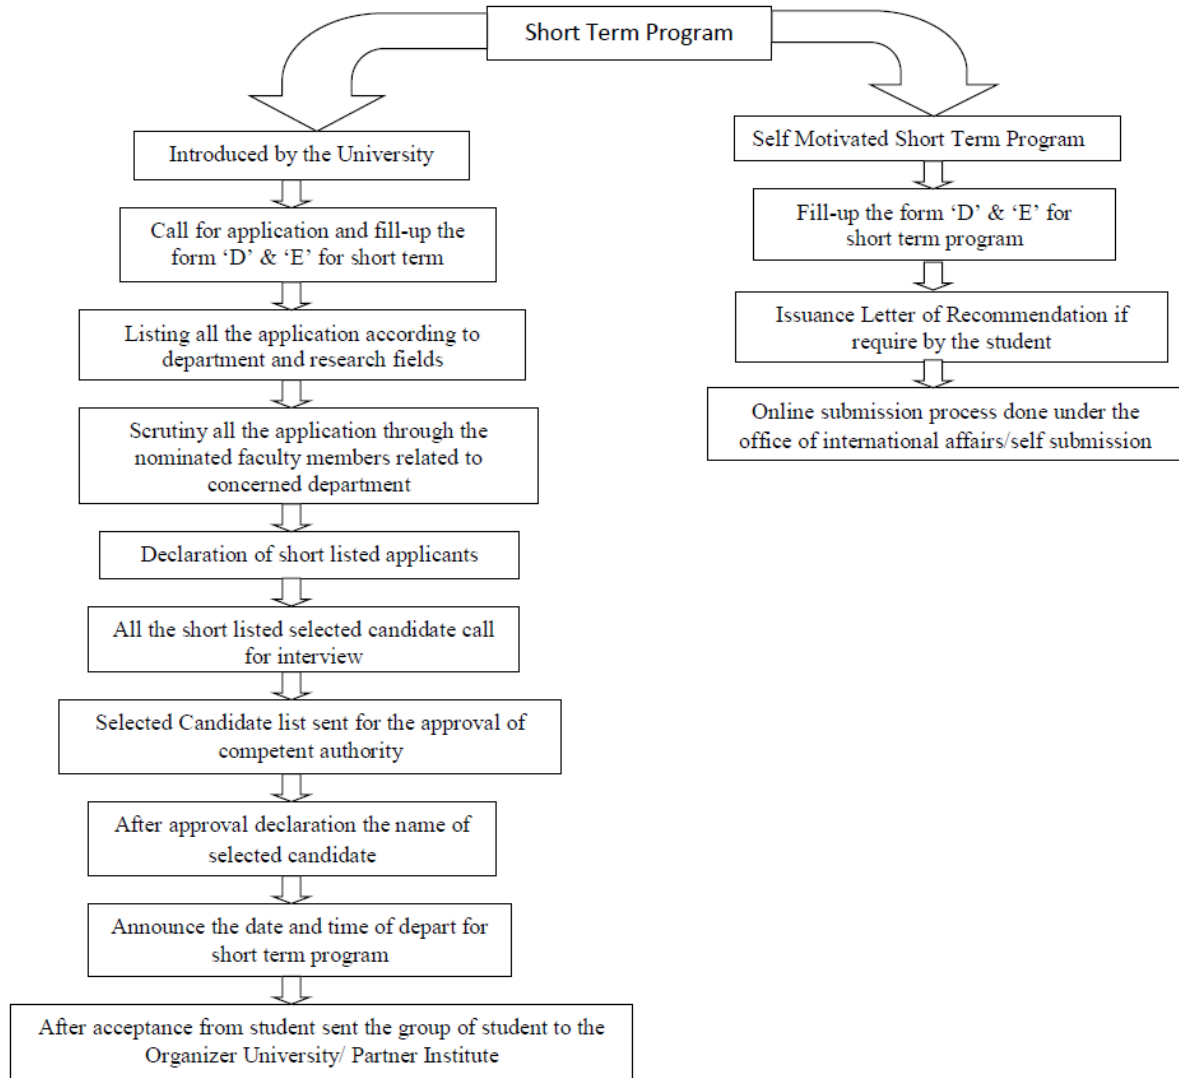 Short Term Program
Introduced by the University
Call for application and fill-up the
form ‘D’ & ‘E’ for short term
Listing all the application according to
department and research fields
Scrutiny all the application through the
nominated faculty members related to
concerned department
Declaration of short listed applicants
All the short listed selected candidate call
for interview
Selected Candidate list sent for the approval of
competent authority
After approval declaration the name of
selected candidate
Announce the date and time of depart for
short term program
After acceptance from student sent the group of student to the
Organizer University/ Partner Institute
Self Motivated Short Term Program
Fill-up the form ‘D’ & ‘E’ for
short term program
Issuance Letter of Recommendation if
require by the student
Online submission process done under the
office of international affairs/self submission